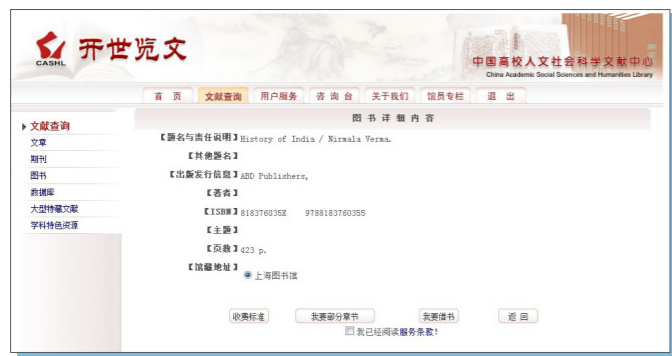 CASHL 开世览文
中国高校人文社会科学文献中心
China Academic Social Sciences and Humanities Library
首 页 文献查询 用户服务 咨询台 关于我们 馆员专栏 退 出
文献查询
文章
期刊
图书
数据库
大型特藏文献
学科特色资源
图书详细内容
【题名与责任说明】History of India / Nirmala Verma.
【其他题名】
【出版发行信息】ABD Publishers,
【著者】
【ISBN】818376035X 9788183760355
【主题】
【页数】423 p.
【馆藏地址】
上海图书馆
收费标准 我要部分章节 我要借书 返 回
我已经阅读服务条款!